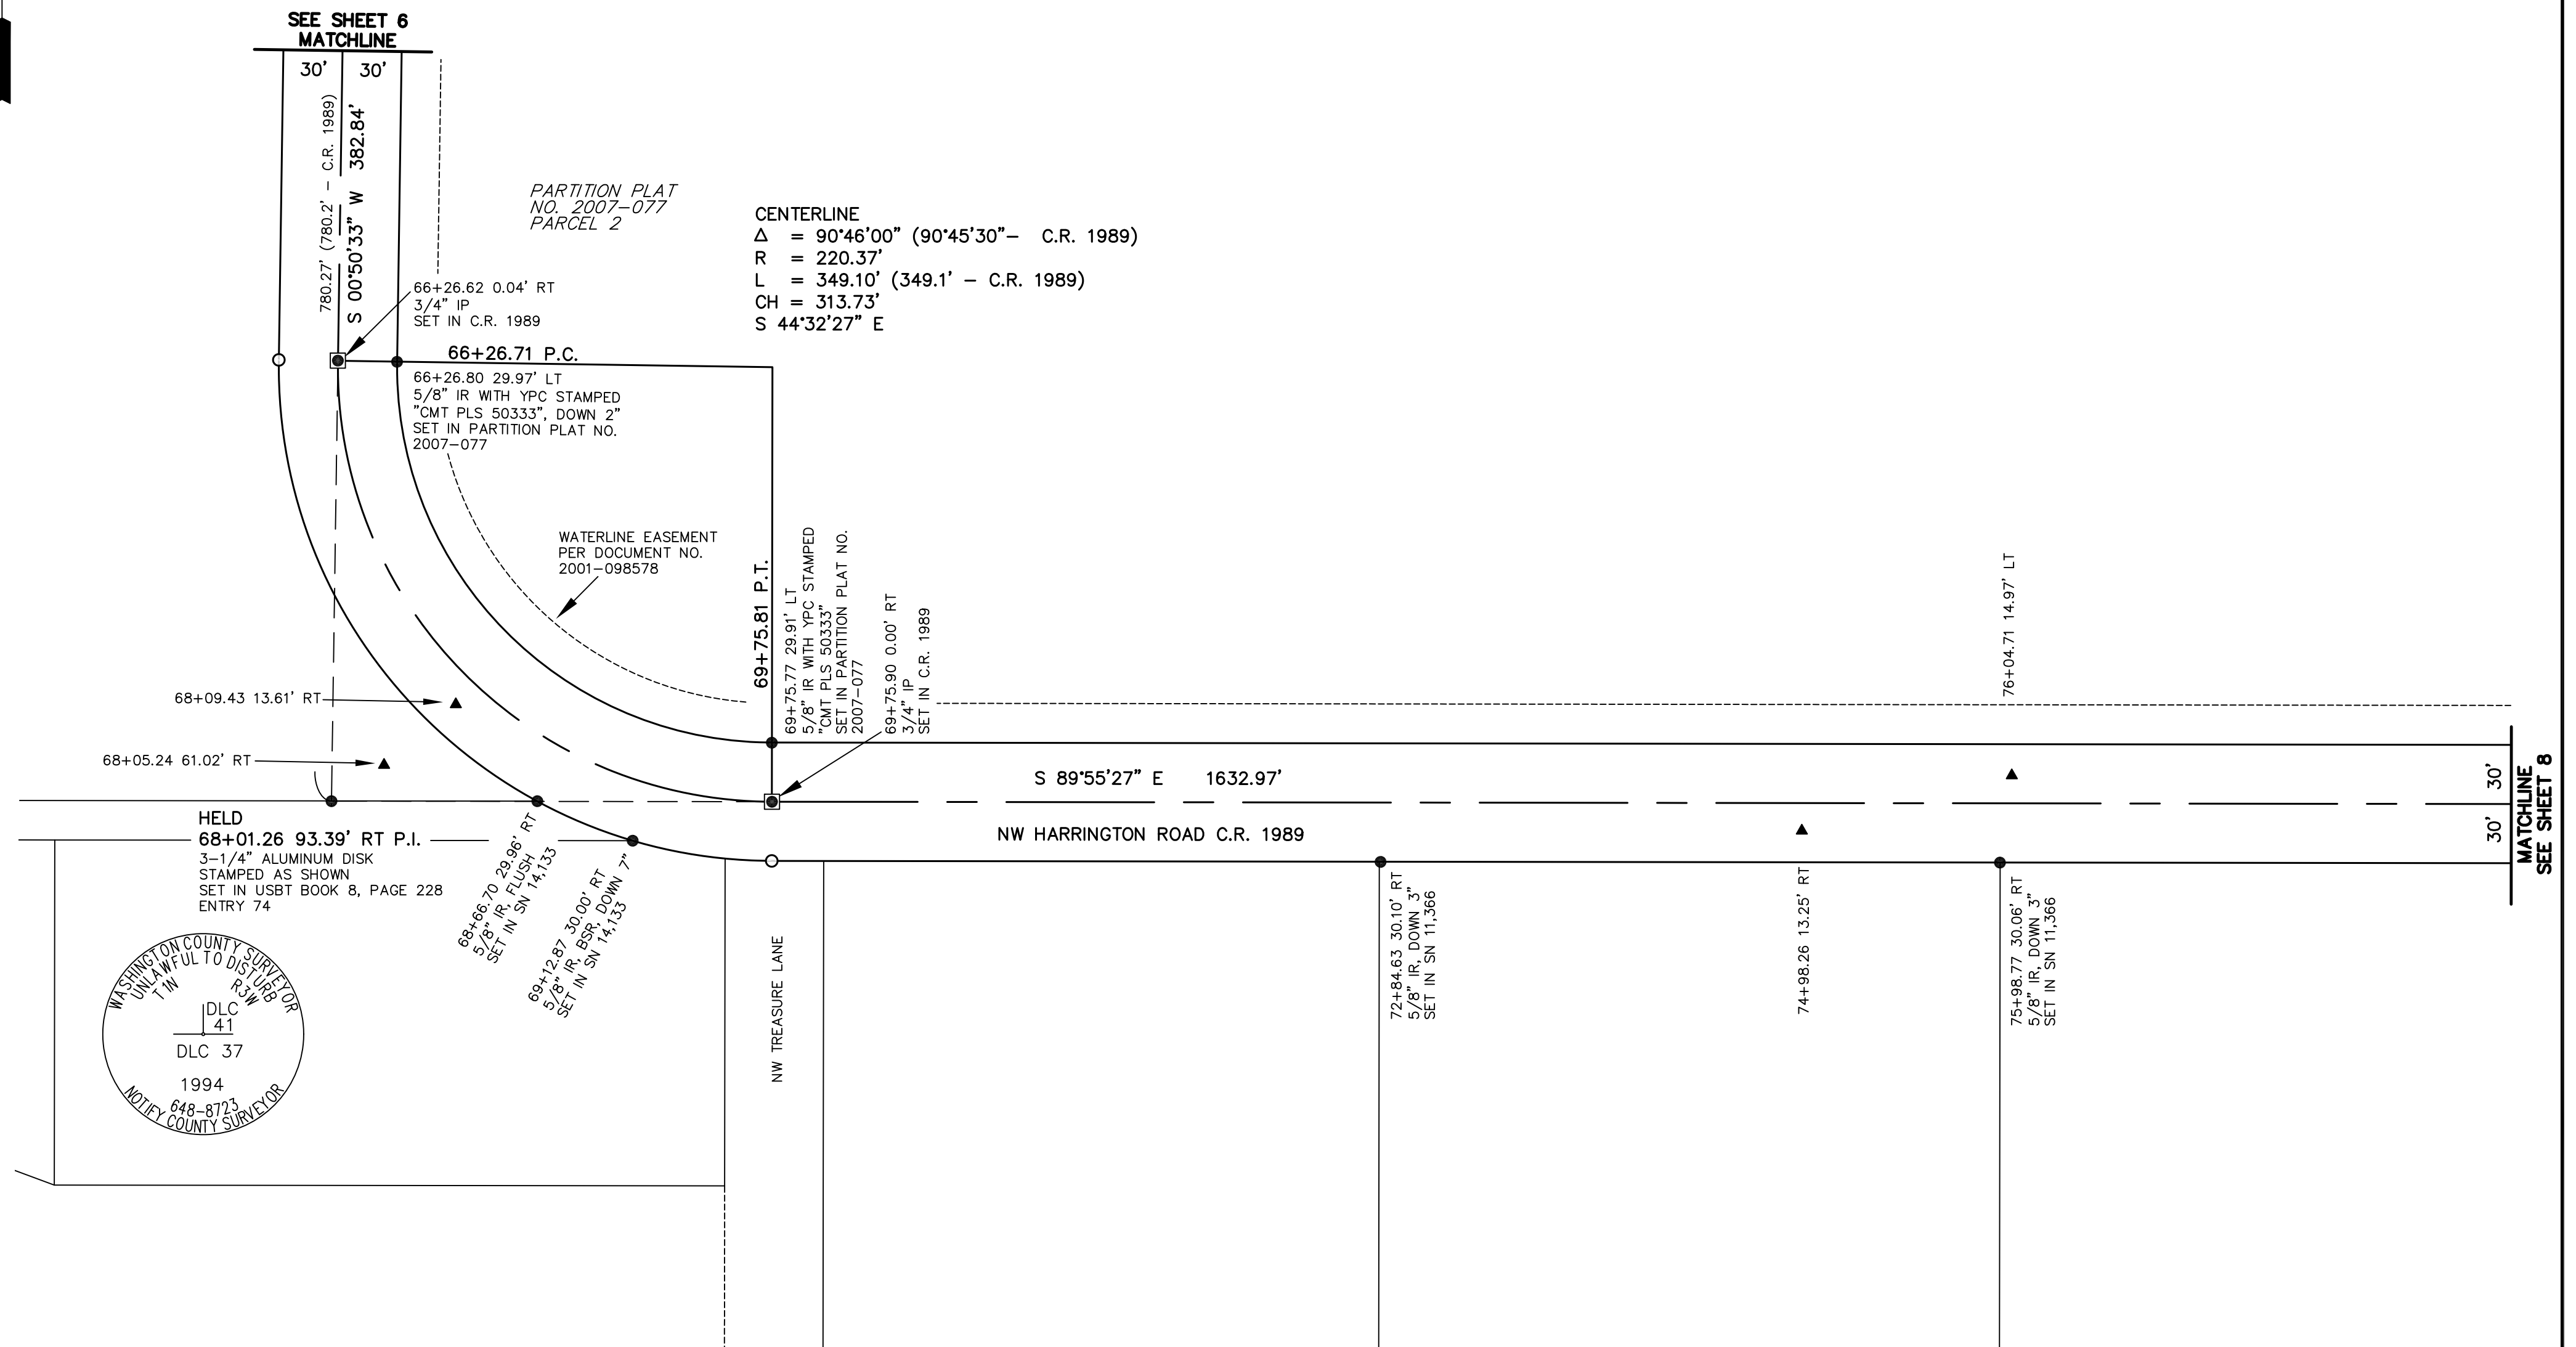 SEE SHEET 6
MATCHLINE
30' 30'
780.27' (780.2' – C.R. 1989)
S 00°50'33" W 382.84'
PARTITION PLAT
NO. 2007–077
PARCEL 2
CENTERLINE
Δ = 90°46'00" (90°45'30"– C.R. 1989)
R = 220.37'
L = 349.10' (349.1' – C.R. 1989)
CH = 313.73'
S 44°32'27" E
66+26.62 0.04' RT
3/4" IP
SET IN C.R. 1989
66+26.71 P.C.
66+26.80 29.97' LT
5/8" IR WITH YPC STAMPED
"CMT PLS 50333", DOWN 2"
SET IN PARTITION PLAT NO.
2007–077
WATERLINE EASEMENT
PER DOCUMENT NO.
2001–098578
69+75.81 P.T.
69+75.77 29.91' LT
5/8" IR WITH YPC STAMPED
"CMT PLS 50333"
SET IN PARTITION PLAT NO.
2007–077
69+75.90 0.00' RT
3/4" IP
SET IN C.R. 1989
76+04.71 14.97' LT
68+09.43 13.61' RT
68+05.24 61.02' RT
S 89°55'27" E 1632.97'
NW HARRINGTON ROAD C.R. 1989
30'
30'
MATCHLINE
SEE SHEET 8
HELD
68+01.26 93.39' RT P.I.
3–1/4" ALUMINUM DISK
STAMPED AS SHOWN
SET IN USBT BOOK 8, PAGE 228
ENTRY 74
68+66.70 29.96' RT
5/8" IR, FLUSH
SET IN SN 14,133
69+12.87 30.00' RT
5/8" IR, BSR, DOWN 7"
SET IN SN 14,133
NW TREASURE LANE
72+84.63 30.10' RT
5/8" IR, DOWN 3"
SET IN SN 11,366
74+98.26 13.25' RT
75+98.77 30.06' RT
5/8" IR, DOWN 3"
SET IN SN 11,366
WASHINGTON COUNTY SURVEYOR
UNLAWFUL TO DISTURB
T1N R3W
DLC
41
DLC 37
1994
648–8723
NOTIFY COUNTY SURVEYOR